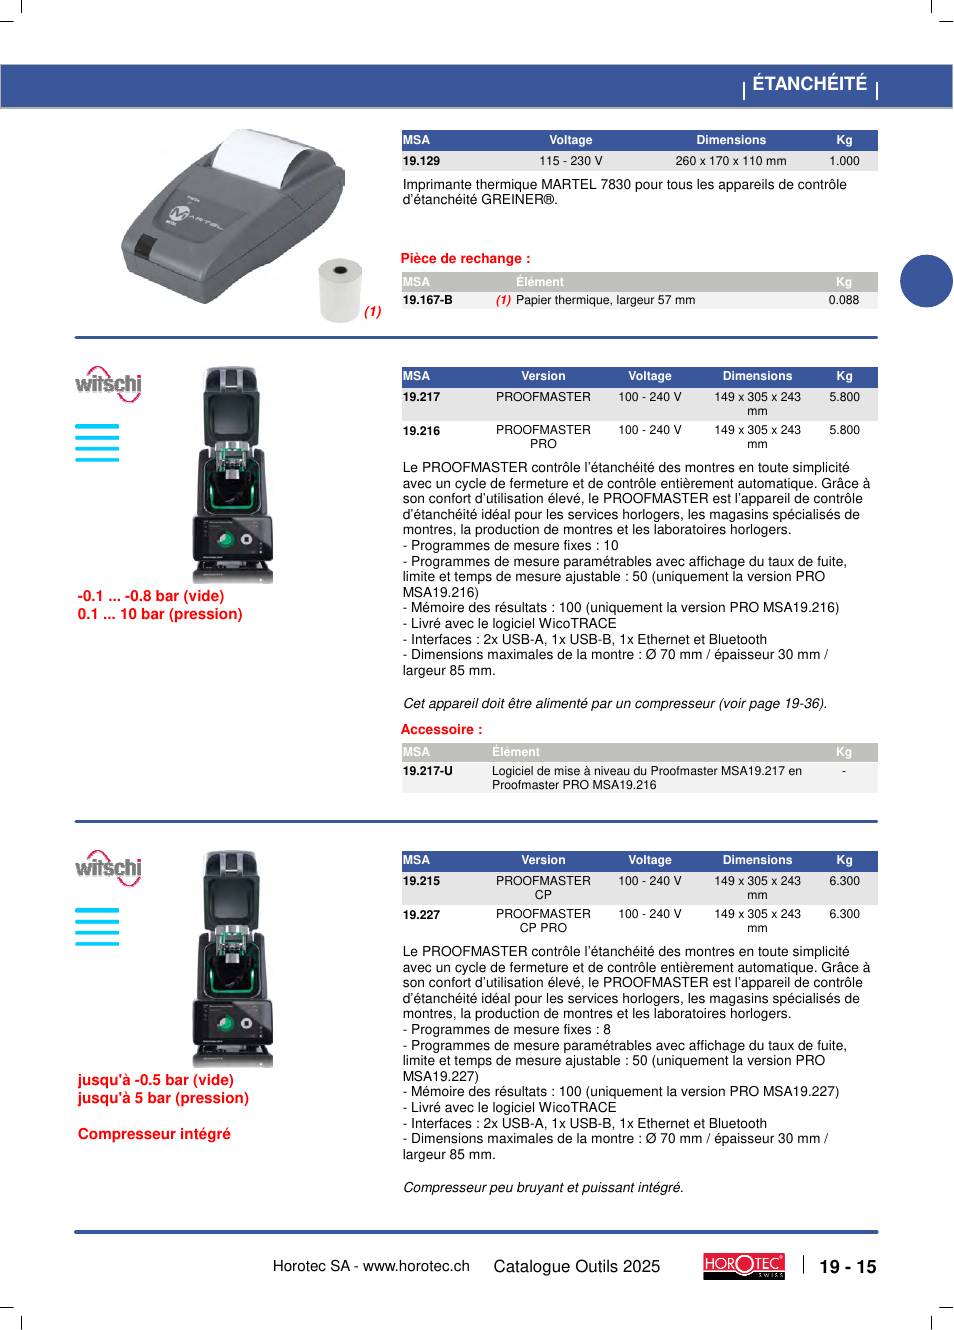 ÉTANCHÉITÉ
MSA Voltage Dimensions Kg
19.129 115 - 230 V 260 x 170 x 110 mm 1.000
Imprimante thermique MARTEL 7830 pour tous les appareils de contrôle
d'étanchéité GREINER®.
MARTEL
Pièce de rechange :
MSA Élément Kg
19.167-B (1) Papier thermique, largeur 57 mm 0.088
(1)
witschi
MSA Version Voltage Dimensions Kg
19.217 PROOFMASTER 100 - 240 V 149 x 305 x 243 5.800
mm
19.216 PROOFMASTER 100 - 240 V 149 x 305 x 243 5.800
PRO mm
Le PROOFMASTER contrôle l'étanchéité des montres en toute simplicité
avec un cycle de fermeture et de contrôle entièrement automatique. Grâce à
son confort d'utilisation élevé, le PROOFMASTER est l'appareil de contrôle
d'étanchéité idéal pour les services horlogers, les magasins spécialisés de
montres, la production de montres et les laboratoires horlogers.
- Programmes de mesure fixes : 10
- Programmes de mesure paramétrables avec affichage du taux de fuite,
limite et temps de mesure ajustable : 50 (uniquement la version PRO
MSA19.216)
- Mémoire des résultats : 100 (uniquement la version PRO MSA19.216)
- Livré avec le logiciel WicoTRACE
- Interfaces : 2x USB-A, 1x USB-B, 1x Ethernet et Bluetooth
- Dimensions maximales de la montre : Ø 70 mm / épaisseur 30 mm /
largeur 85 mm.
Cet appareil doit être alimenté par un compresseur (voir page 19-36).
-0.1 ... -0.8 bar (vide)
0.1 ... 10 bar (pression)
Accessoire :
MSA Élément Kg
19.217-U Logiciel de mise à niveau du Proofmaster MSA19.217 en -
Proofmaster PRO MSA19.216
witschi
MSA Version Voltage Dimensions Kg
19.215 PROOFMASTER 100 - 240 V 149 x 305 x 243 6.300
CP mm
19.227 PROOFMASTER 100 - 240 V 149 x 305 x 243 6.300
CP PRO mm
Le PROOFMASTER contrôle l'étanchéité des montres en toute simplicité
avec un cycle de fermeture et de contrôle entièrement automatique. Grâce à
son confort d'utilisation élevé, le PROOFMASTER est l'appareil de contrôle
d'étanchéité idéal pour les services horlogers, les magasins spécialisés de
montres, la production de montres et les laboratoires horlogers.
- Programmes de mesure fixes : 8
- Programmes de mesure paramétrables avec affichage du taux de fuite,
limite et temps de mesure ajustable : 50 (uniquement la version PRO
MSA19.227)
- Mémoire des résultats : 100 (uniquement la version PRO MSA19.227)
- Livré avec le logiciel WicoTRACE
- Interfaces : 2x USB-A, 1x USB-B, 1x Ethernet et Bluetooth
- Dimensions maximales de la montre : Ø 70 mm / épaisseur 30 mm /
largeur 85 mm.
Compresseur peu bruyant et puissant intégré.
jusqu'à -0.5 bar (vide)
jusqu'à 5 bar (pression)
Compresseur intégré
Horotec SA - www.horotec.ch Catalogue Outils 2025 HOROTEC® SWISS 19 - 15